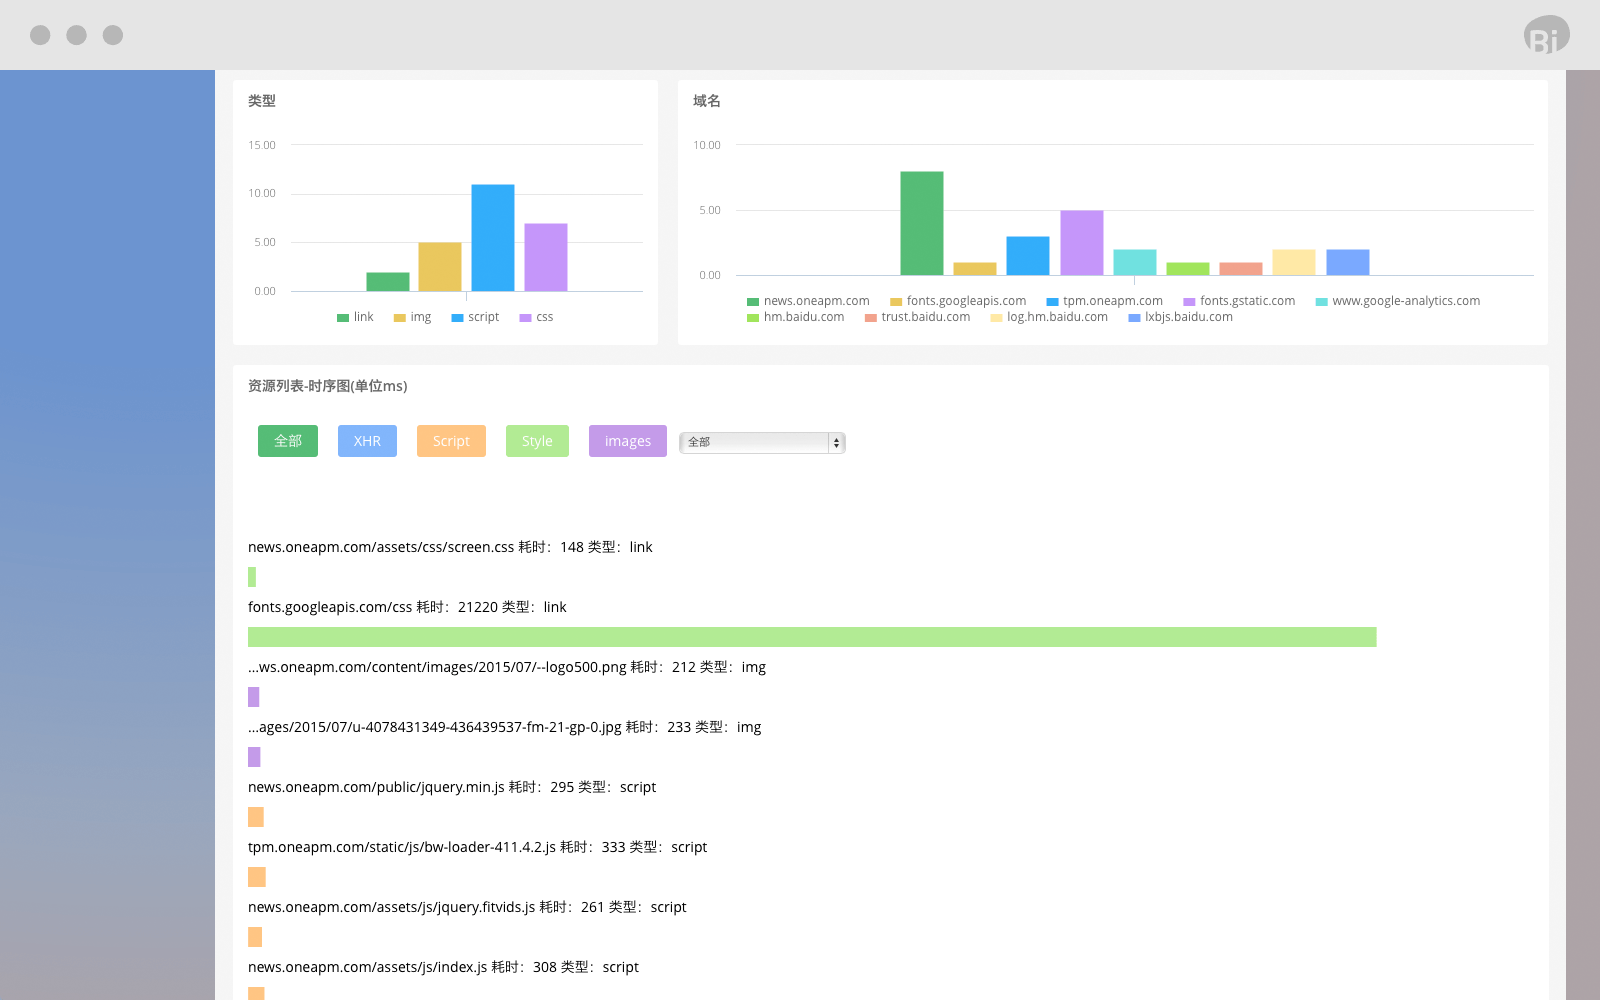 Bi
类型
15.00
10.00
5.00
0.00
link img script css
域名
10.00
5.00
0.00
news.oneapm.com fonts.googleapis.com tpm.oneapm.com fonts.gstatic.com www.google-analytics.com
hm.baidu.com trust.baidu.com log.hm.baidu.com lxbjs.baidu.com
资源列表-时序图(单位ms)
全部 XHR Script Style images 全部
news.oneapm.com/assets/css/screen.css 耗时：148 类型：link
fonts.googleapis.com/css 耗时：21220 类型：link
...ws.oneapm.com/content/images/2015/07/--logo500.png 耗时：212 类型：img
...ages/2015/07/u-4078431349-436439537-fm-21-gp-0.jpg 耗时：233 类型：img
news.oneapm.com/public/jquery.min.js 耗时：295 类型：script
tpm.oneapm.com/static/js/bw-loader-411.4.2.js 耗时：333 类型：script
news.oneapm.com/assets/js/jquery.fitvids.js 耗时：261 类型：script
news.oneapm.com/assets/js/index.js 耗时：308 类型：script